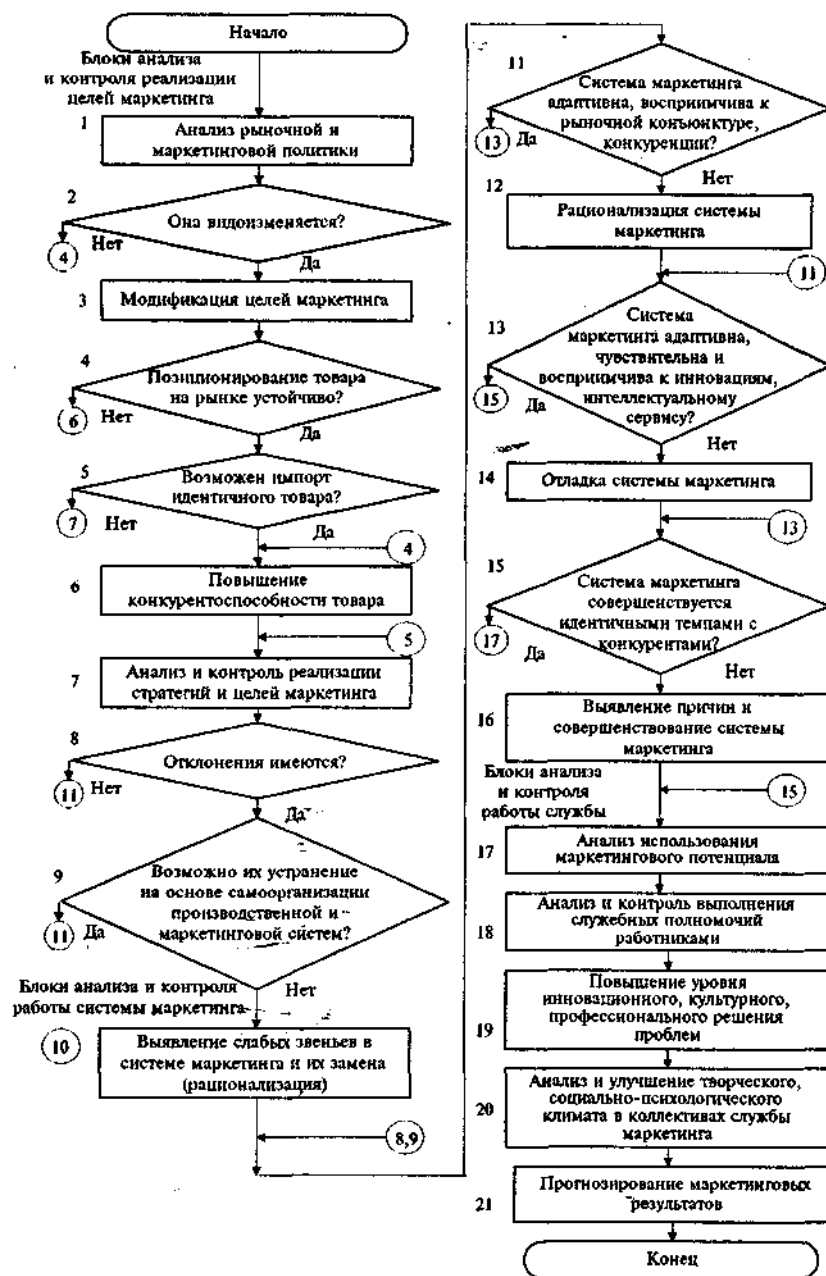 Начало
Блоки анализа
и контроля реализации
целей маркетинга
1
Анализ рыночной и
маркетинговой политики
2
Она видоизменяется?
Нет
4
Да
3
Модификация целей маркетинга
4
Позиционирование товара
на рынке устойчиво?
6
Нет
Да
5
Возможен импорт
идентичного товара?
7
Нет
Да
4
6
Повышение
конкурентоспособности товара
5
7
Анализ и контроль реализации
стратегий и целей маркетинга
8
Отклонения имеются?
11
Нет
Да
9
Возможно их устранение
на основе самоорганизации
производственной и
маркетинговой систем?
11
Да
Нет
Блоки анализа и контроля
работы системы маркетинга
10
Выявление слабых звеньев в
системе маркетинга и их замена
(рационализация)
8,9
11
Система маркетинга
адаптивна, восприимчива к
рыночной конъюнктуре,
конкуренции?
13
Да
Нет
12
Рационализация системы
маркетинга
11
13
Система
маркетинга адаптивна,
чувствительна и
восприимчива к инновациям,
интеллектуальному
сервису?
15
Да
Нет
14
Отладка системы маркетинга
13
15
Система маркетинга
совершенствуется
идентичными темпами с
конкурентами?
17
Да
Нет
16
Выявление причин и
совершенствование системы
маркетинга
Блоки анализа
и контроля
работы службы
15
17
Анализ использования
маркетингового потенциала
18
Анализ и контроль выполнения
служебных полномочий
работниками
19
Повышение уровня
инновационного, культурного,
профессионального решения
проблем
20
Анализ и улучшение творческого,
социально-психологического
климата в коллективах службы
маркетинга
21
Прогнозирование маркетинговых
результатов
Конец